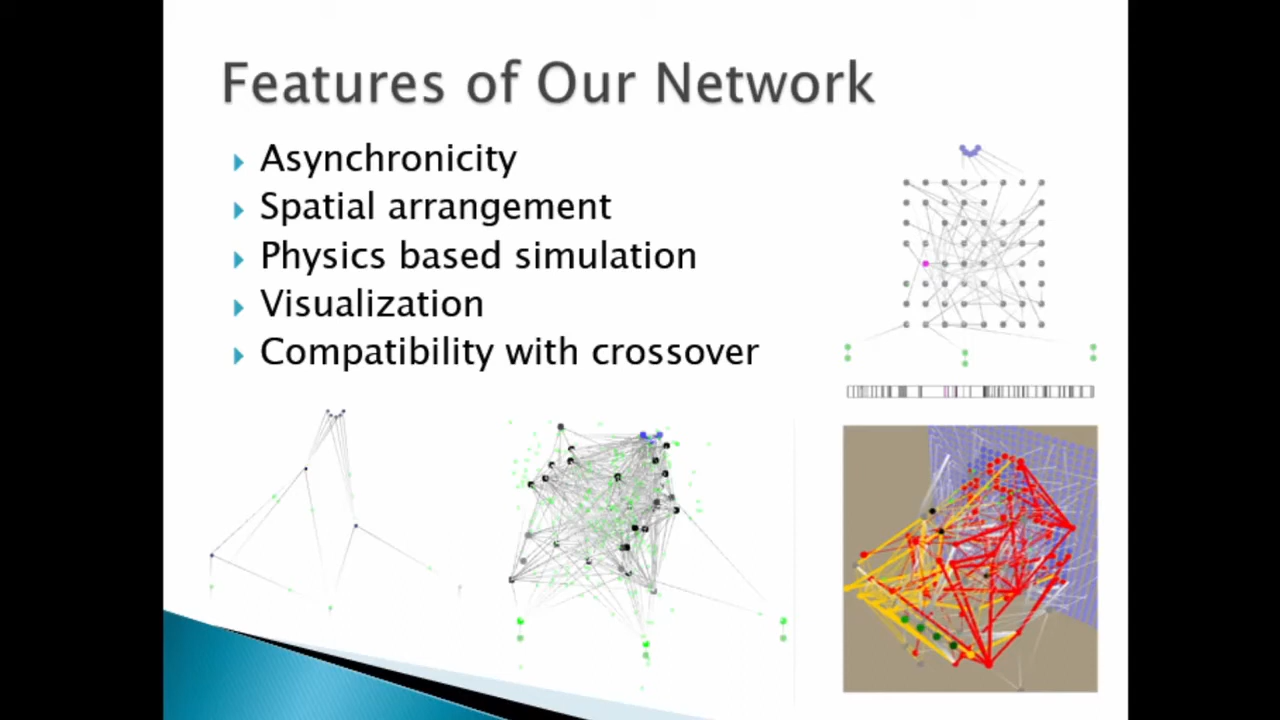 Features of Our Network
Asynchronicity
Spatial arrangement
Physics based simulation
Visualization
Compatibility with crossover